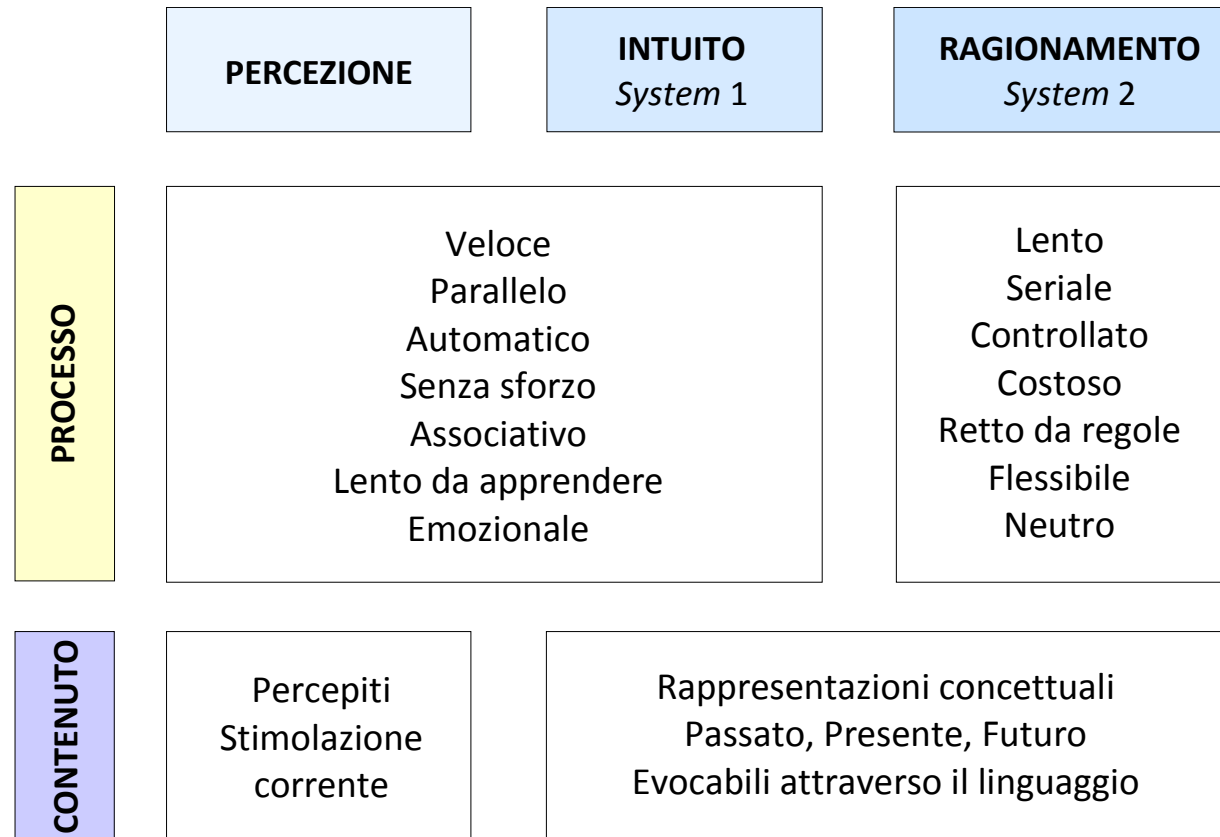 PERCEZIONE
INTUITO
System 1
RAGIONAMENTO
System 2
PROCESSO
Veloce
Parallelo
Automatico
Senza sforzo
Associativo
Lento da apprendere
Emozionale
Lento
Seriale
Controllato
Costoso
Retto da regole
Flessibile
Neutro
CONTENUTO
Percepiti
Stimolazione
corrente
Rappresentazioni concettuali
Passato, Presente, Futuro
Evocabili attraverso il linguaggio